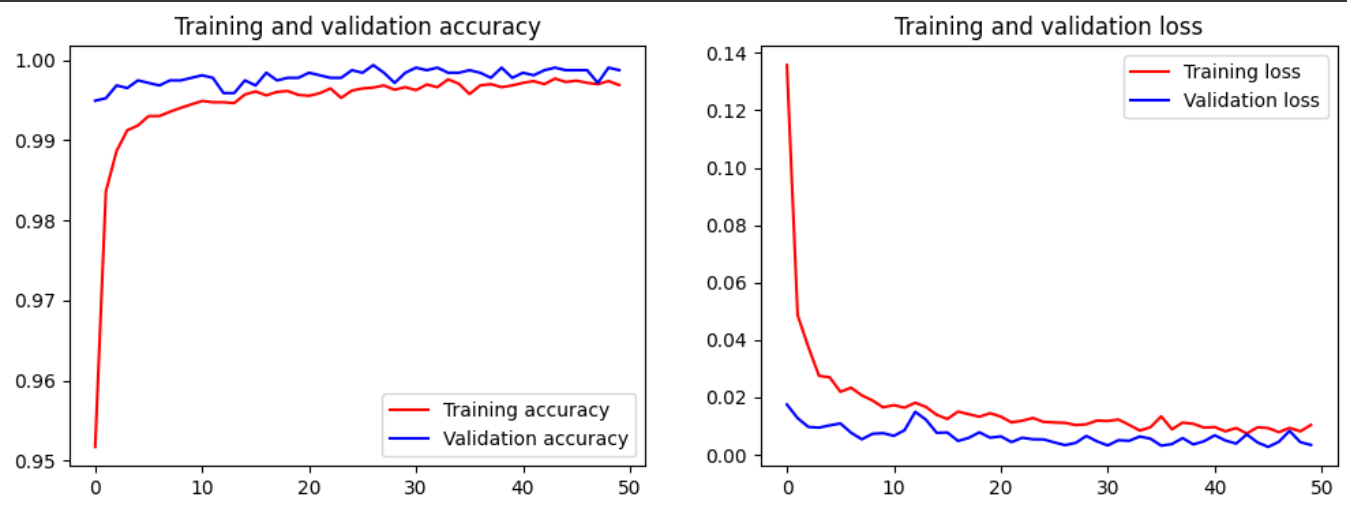 Training and validation accuracy
1.00
0.99
0.98
0.97
0.96
0.95
0 10 20 30 40 50
Training accuracy
Validation accuracy
Training and validation loss
0.14
0.12
0.10
0.08
0.06
0.04
0.02
0.00
0 10 20 30 40 50
Training loss
Validation loss